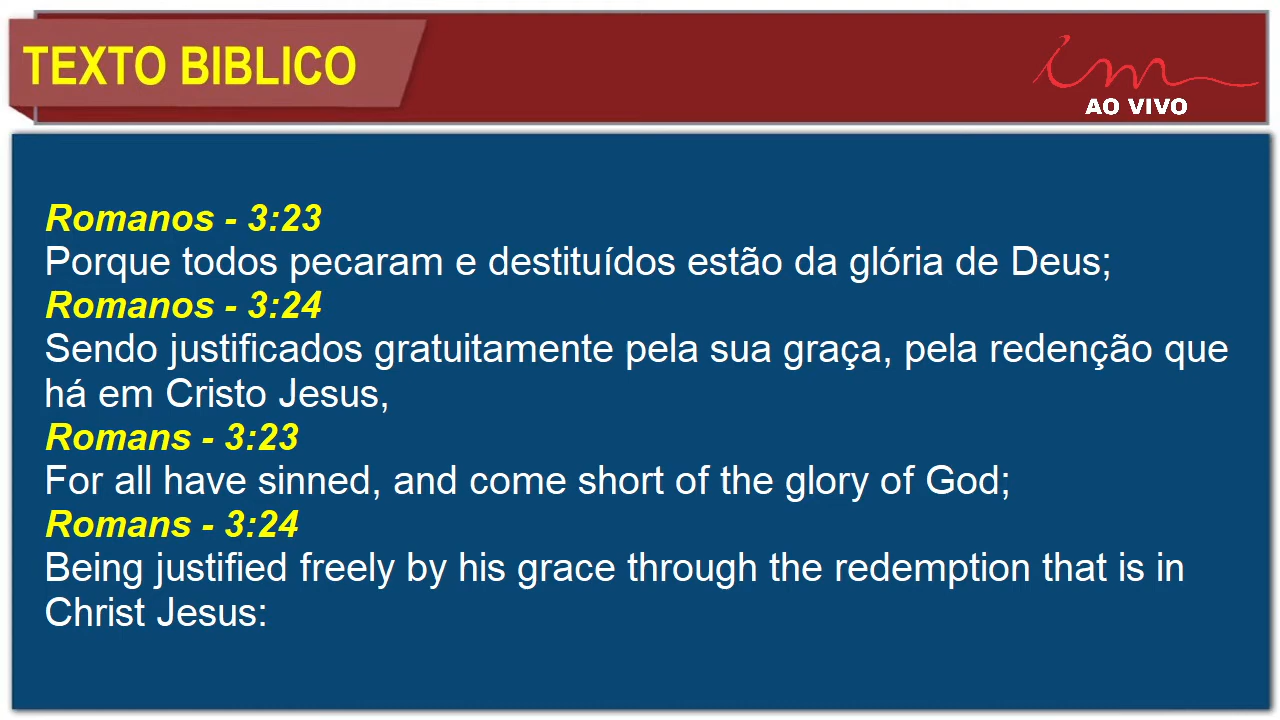 TEXTO BIBLICO
im
AO VIVO
Romanos - 3:23
Porque todos pecaram e destituídos estão da glória de Deus;
Romanos - 3:24
Sendo justificados gratuitamente pela sua graça, pela redenção que
há em Cristo Jesus,
Romans - 3:23
For all have sinned, and come short of the glory of God;
Romans - 3:24
Being justified freely by his grace through the redemption that is in
Christ Jesus: